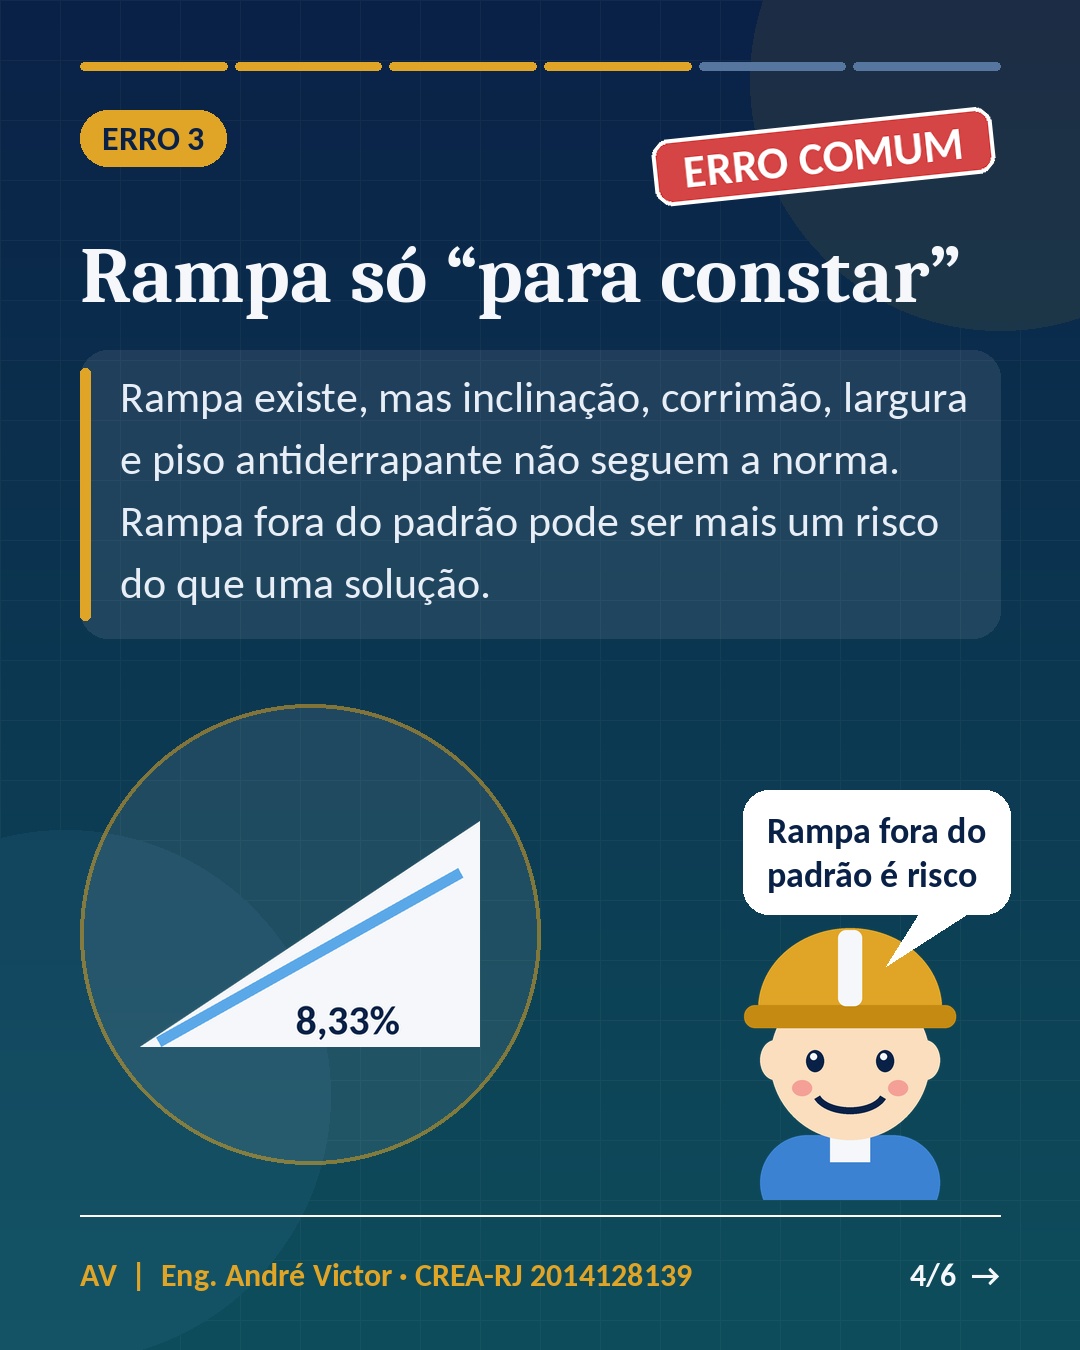 ERRO 3
ERRO COMUM
Rampa só “para constar”
Rampa existe, mas inclinação, corrimão, largura
e piso antiderrapante não seguem a norma.
Rampa fora do padrão pode ser mais um risco
do que uma solução.
Rampa fora do
padrão é risco
8,33%
AV | Eng. André Victor · CREA-RJ 2014128139
4/6 →